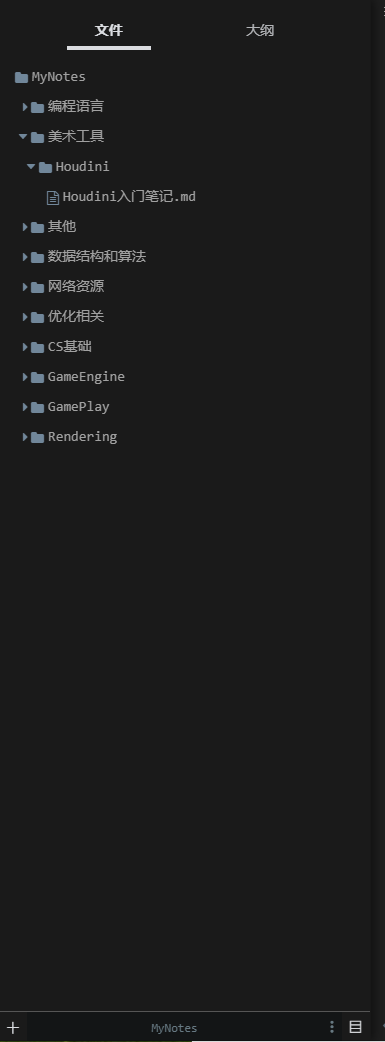 文件 大纲
MyNotes
编程语言
美术工具
Houdini
Houdini入门笔记.md
其他
数据结构和算法
网络资源
优化相关
CS基础
GameEngine
GamePlay
Rendering
MyNotes